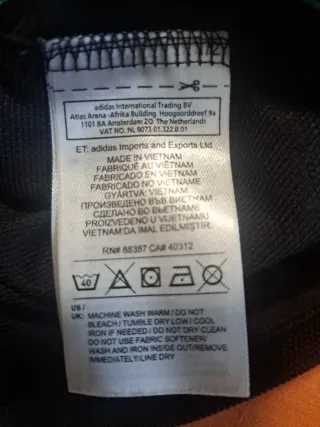 adidas International Trading BV
Atlas Arena -Afrika Building Hoogoorddreef 9a
1101 BA Amsterdam ZO The Netherlands
VAT NO. NL 8073.01.322.B.01
ET: adidas Imports and Exports Ltd
MADE IN VIETNAM
FABRIQUÉ AU VIÊTNAM
FABRICADO EN VIETNAM
FABRICADO NO VIETNAM
GYÁRTVA: VIETNAM
ПРОИЗВЕДЕНО ВЪВ ВИЕТНАМ
СДЕЛАНО ВО ВЬЕТНАМЕ
PROIZVEDENO U VIJETNAMU
VIETNAM'DA IMAL EDILMIŞTIR.
RN# 88387 CA# 40312
40
US /
UK: MACHINE WASH WARM / DO NOT
BLEACH / TUMBLE DRY LOW / COOL
IRON IF NEEDED / DO NOT DRY CLEAN
DO NOT USE FABRIC SOFTENER/
WASH AND IRON INSIDE OUT/REMOVE
IMMEDIATELY/LINE DRY